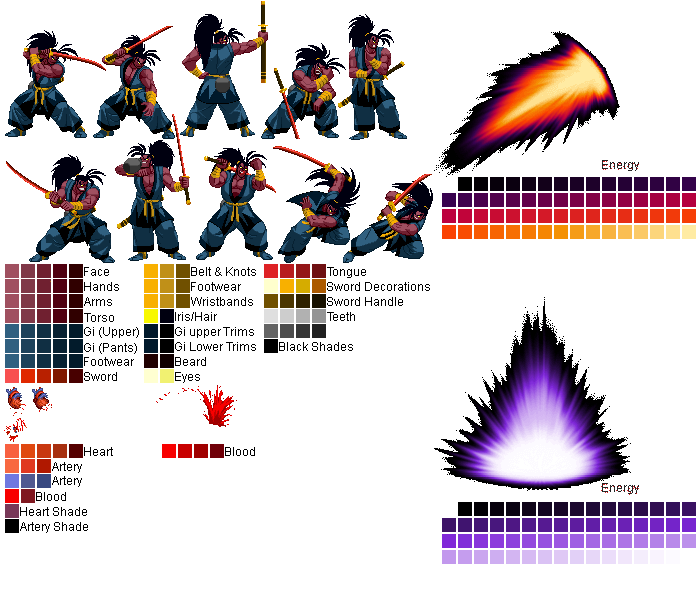 Energy
Face
Belt & Knots
Tongue
Hands
Footwear
Sword Decorations
Arms
Wristbands
Sword Handle
Torso
Iris/Hair
Teeth
Gi (Upper)
Gi upper Trims
Gi (Pants)
Gi Lower Trims
Black Shades
Footwear
Beard
Sword
Eyes
Heart
Blood
Artery
Artery
Blood
Heart Shade
Artery Shade
Energy